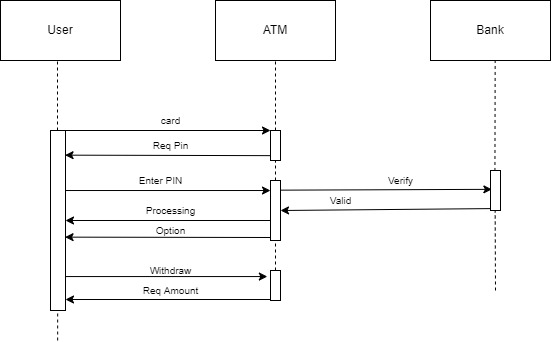 User
ATM
Bank
card
Req Pin
Enter PIN
Verify
Valid
Processing
Option
Withdraw
Req Amount